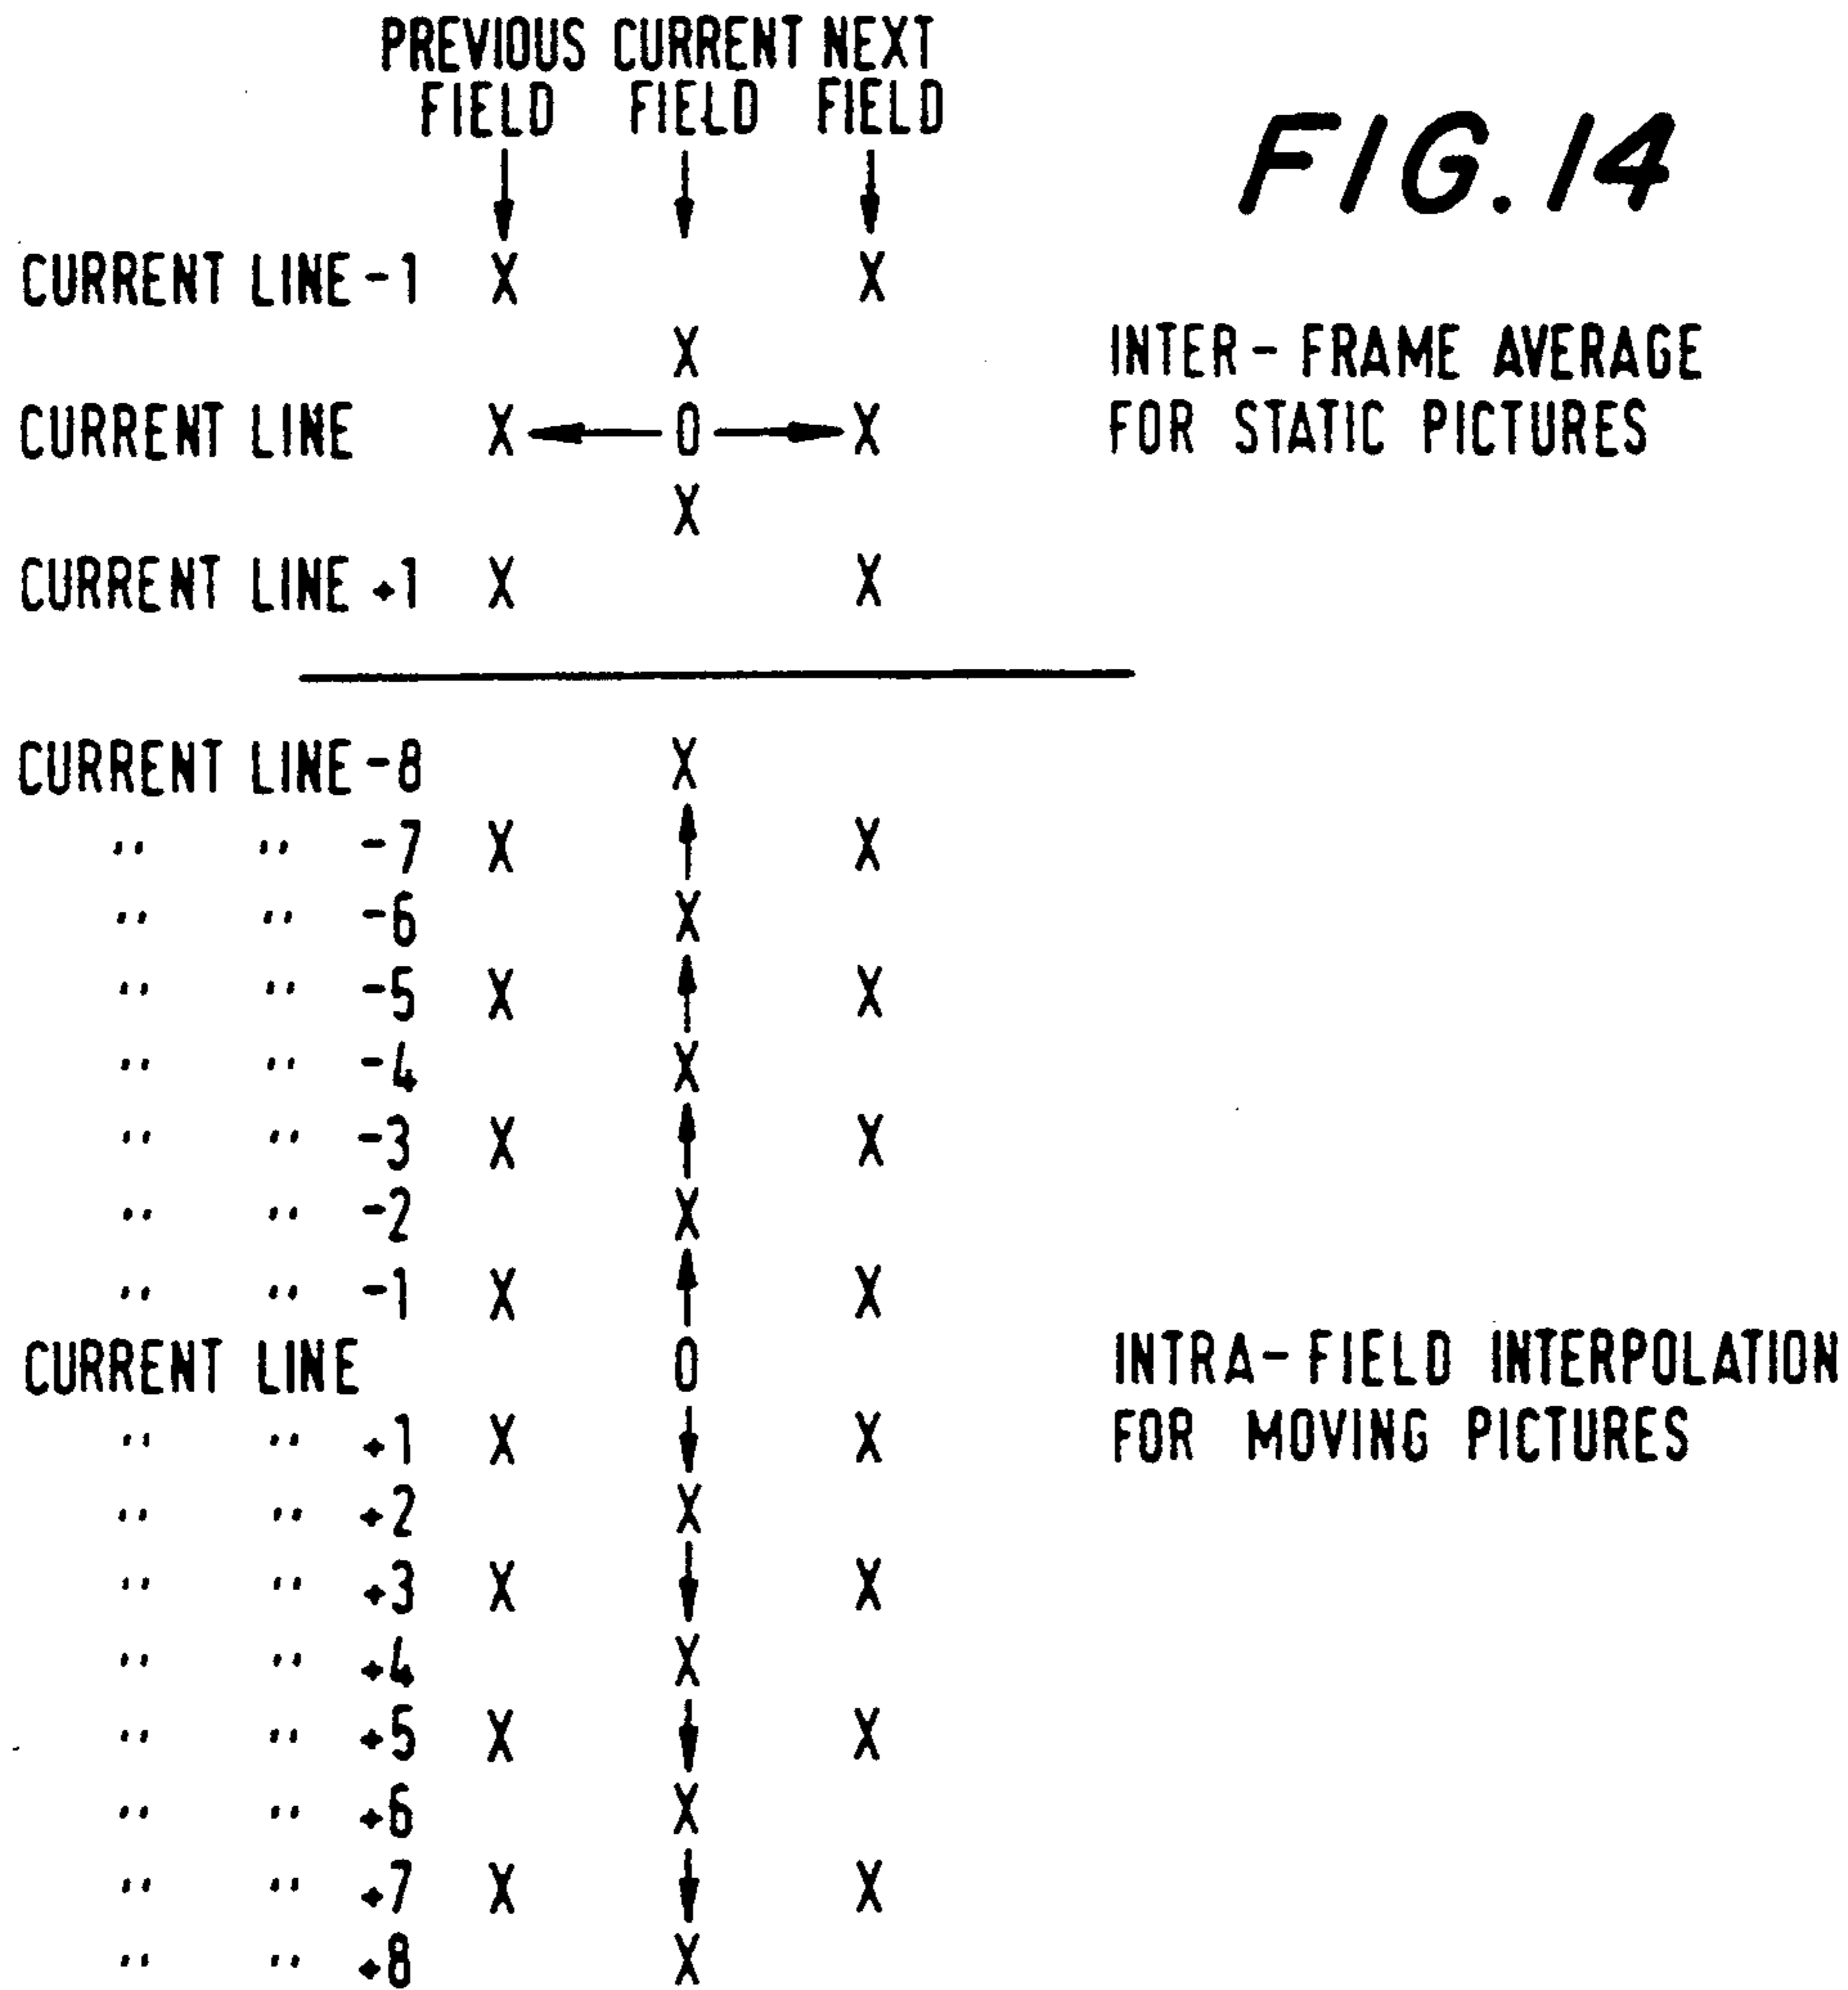 PREVIOUS CURRENT NEXT
FIELD FIELD FIELD
FIG. 14
CURRENT LINE -1 X X
X
INTER - FRAME AVERAGE
CURRENT LINE X O X
FOR STATIC PICTURES
X
CURRENT LINE +1 X X
CURRENT LINE -8 X
" " -7 X X
" " -6 X
" " -5 X X
" " -4 X
" " -3 X X
" " -2 X
" " -1 X X
CURRENT LINE O
INTRA - FIELD INTERPOLATION
" " +1 X X
FOR MOVING PICTURES
" " +2 X
" " +3 X X
" " +4 X
" " +5 X X
" " +6 X
" " +7 X X
" " +8 X